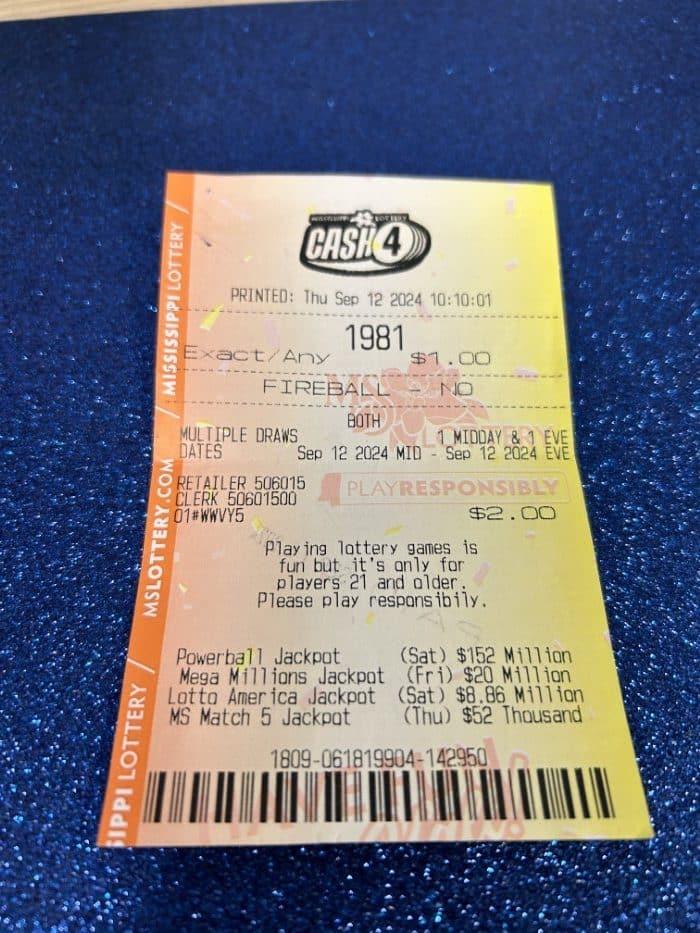 MISSISSIPPI LOTTERY
CASH 4
PRINTED: Thu Sep 12 2024 10:10:01
1981
Exact/Any $1.00
FIREBALL - NO
BOTH
MULTIPLE DRAWS 1 MIDDAY & 1 EVE
DATES Sep 12 2024 MID - Sep 12 2024 EVE
RETAILER 506015
CLERK 50601500
01#WWVY5 $2.00
MS LOTTERY
PLAYRESPONSIBLY
Playing lottery games is
fun but it's only for
players 21 and older.
Please play responsibily.
Powerball Jackpot (Sat) $152 Million
Mega Millions Jackpot (Fri) $20 Million
Lotto America Jackpot (Sat) $8.86 Million
MS Match 5 Jackpot (Thu) $52 Thousand
1809-061819904-142950
SIPPI LOTTERY / MSLOTTERY.COM / MISSISSIPPI LOTTERY /